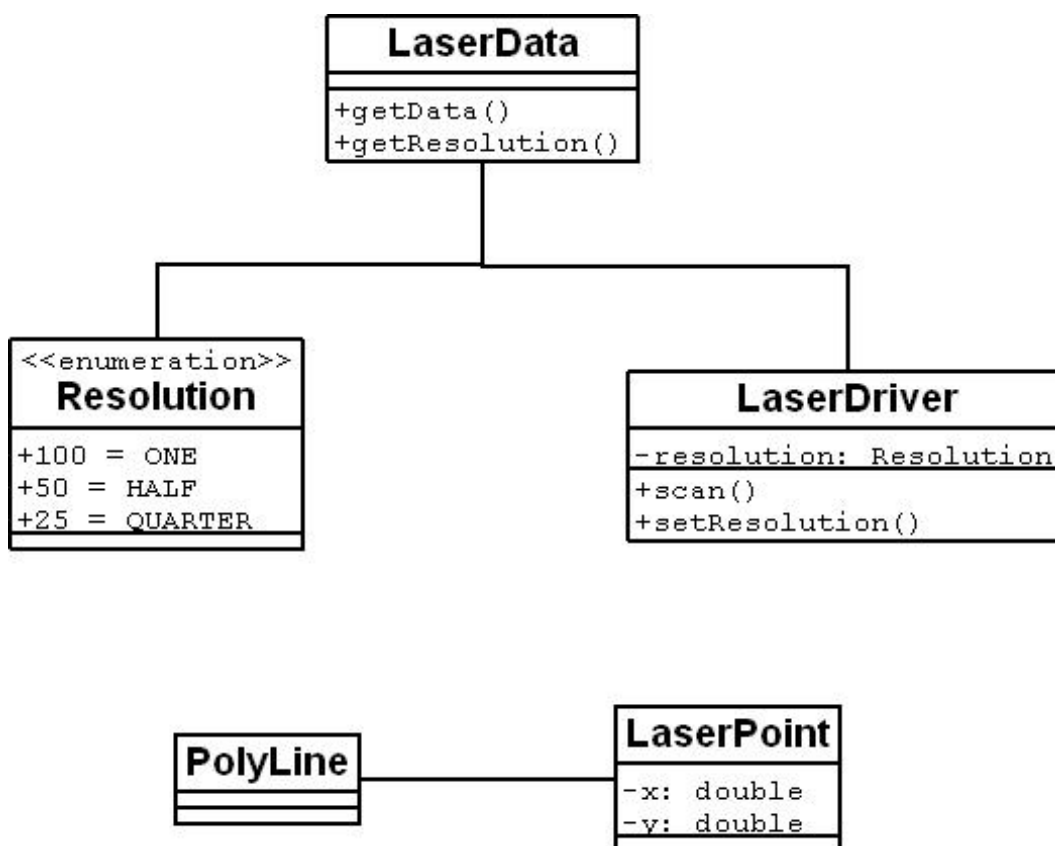 LaserData
+getData()
+getResolution()
<<enumeration>>
Resolution
+100 = ONE
+50 = HALF
+25 = QUARTER
LaserDriver
-resolution: Resolution
+scan()
+setResolution()
PolyLine
LaserPoint
-x: double
-y: double